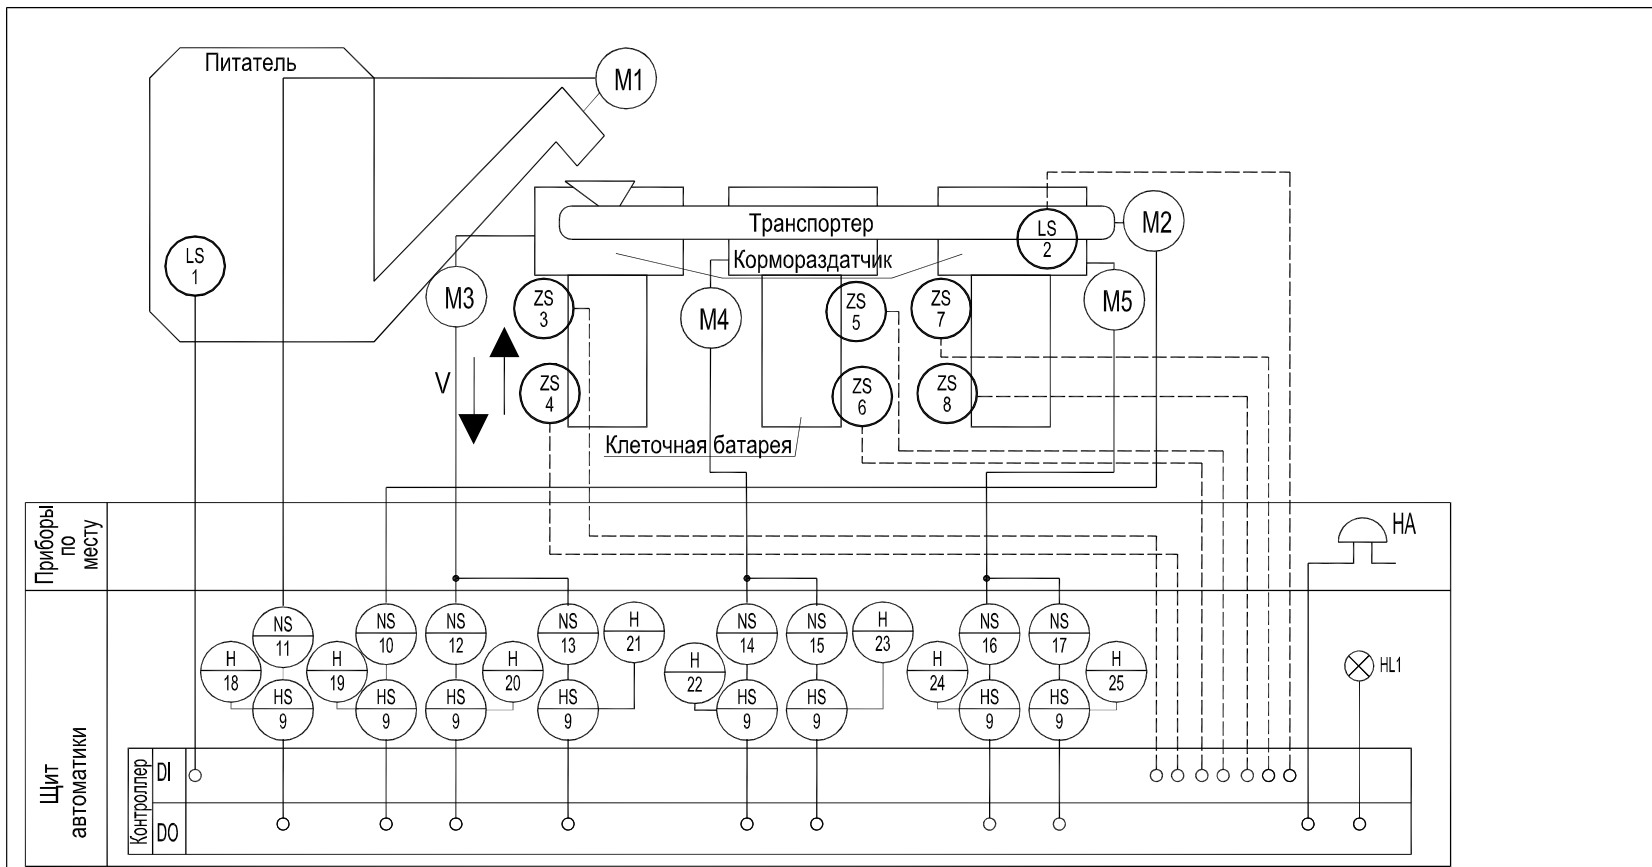 Питатель
M1
Транспортер
M2
LS
2
LS
1
Кормораздатчик
M3
ZS
3
M4
ZS
5
ZS
7
M5
V
ZS
4
ZS
6
ZS
8
Клеточная батарея
Приборы
по
месту
HA
Щит
автоматики
NS
11
NS
10
NS
12
NS
13
H
21
NS
14
NS
15
H
23
NS
16
NS
17
H
18
H
19
H
20
H
22
H
24
H
25
HL1
HS
9
HS
9
HS
9
HS
9
HS
9
HS
9
HS
9
HS
9
Контроллер
DI
DO